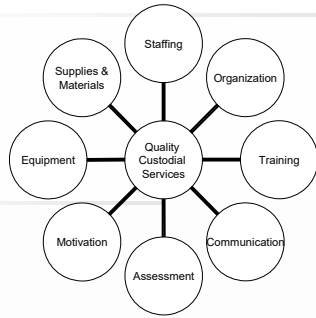 Staffing
Supplies &
Materials
Organization
Equipment
Quality
Custodial
Services
Training
Motivation
Communication
Assessment